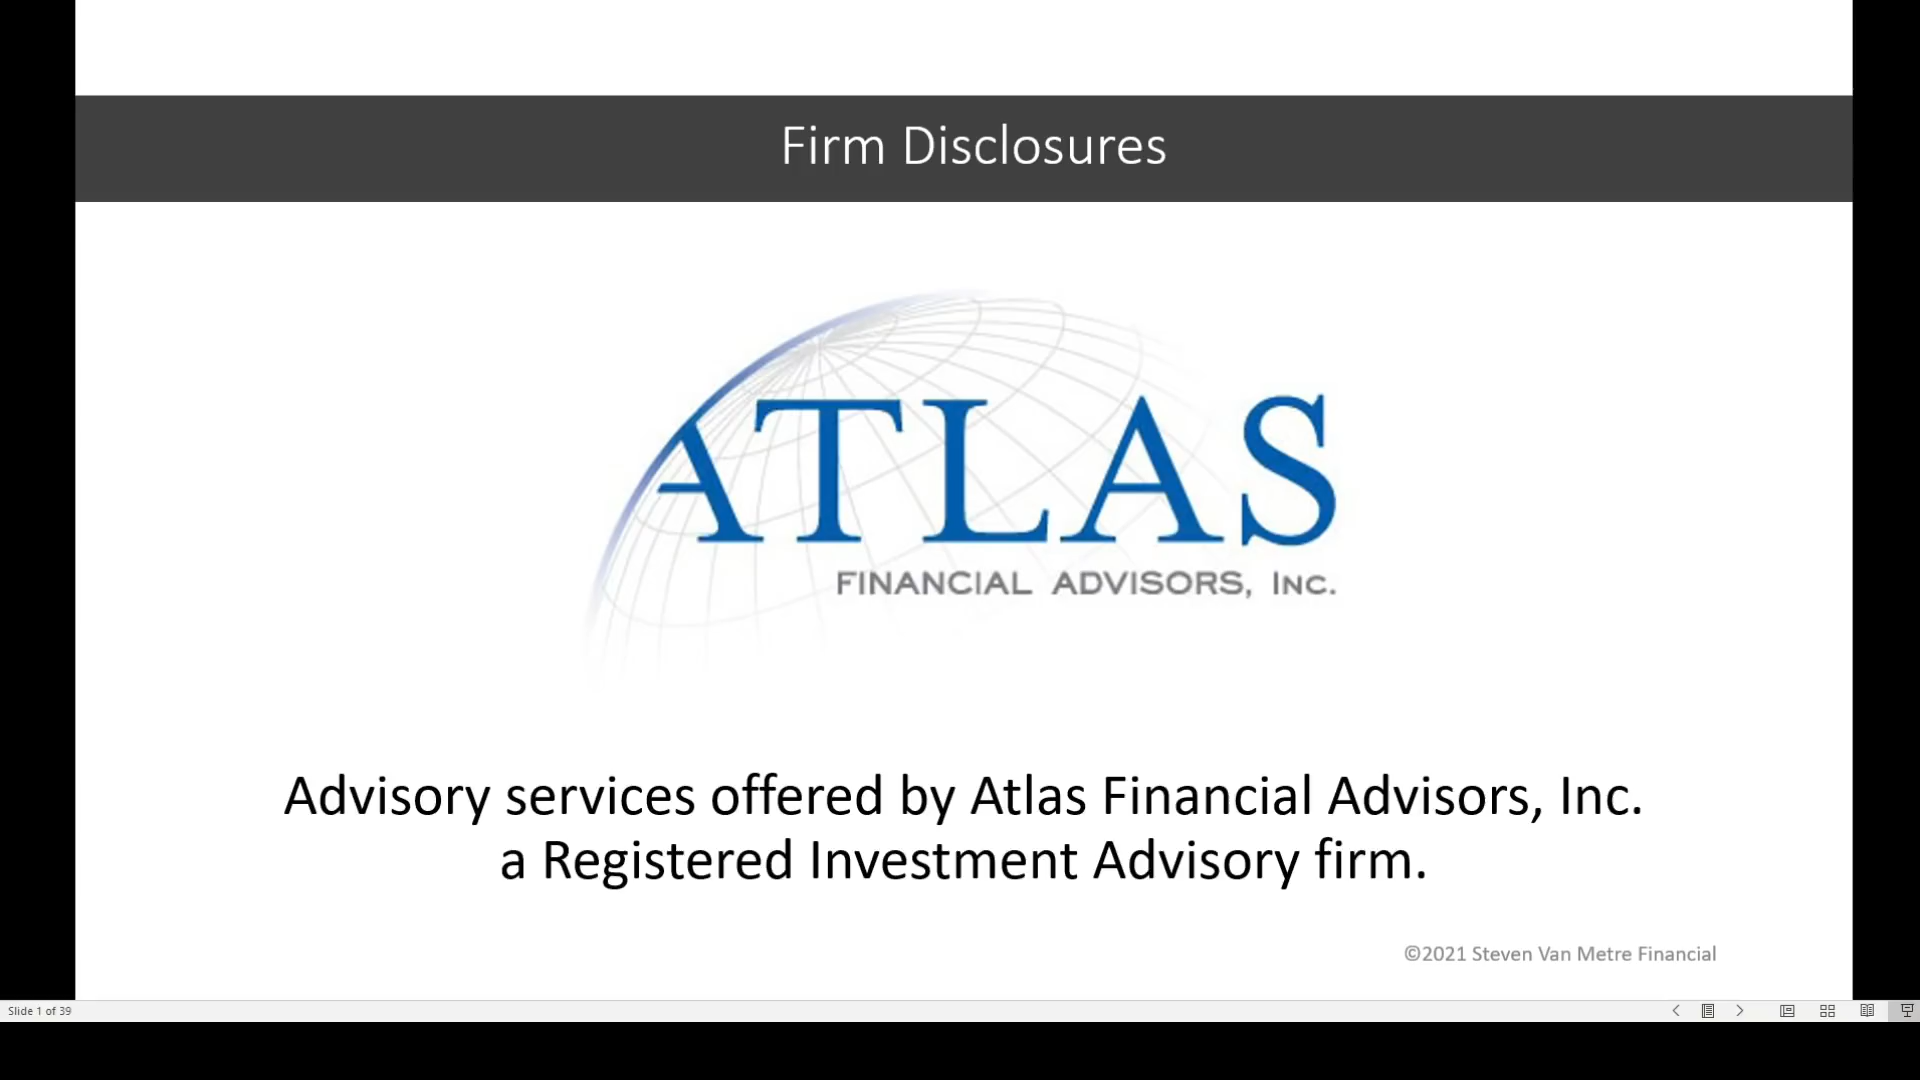 Firm Disclosures
ATLAS
FINANCIAL ADVISORS, INC.
Advisory services offered by Atlas Financial Advisors, Inc.
a Registered Investment Advisory firm.
©2021 Steven Van Metre Financial
Slide 1 of 39